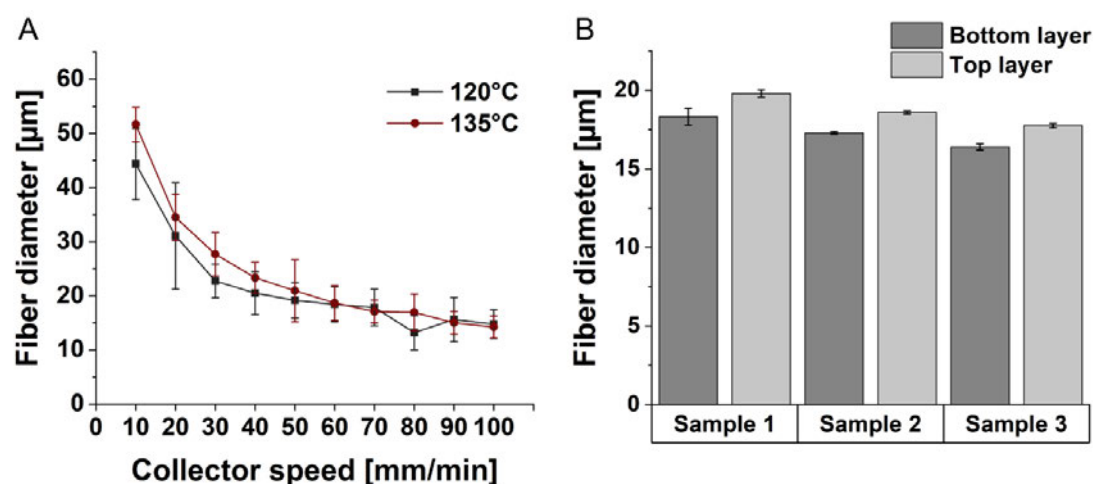 A
Fiber diameter [µm]
60
50
40
30
20
10
0
120°C
135°C
0 10 20 30 40 50 60 70 80 90 100
Collector speed [mm/min]
B
Bottom layer
Top layer
Fiber diameter [µm]
20
15
10
5
0
Sample 1 Sample 2 Sample 3